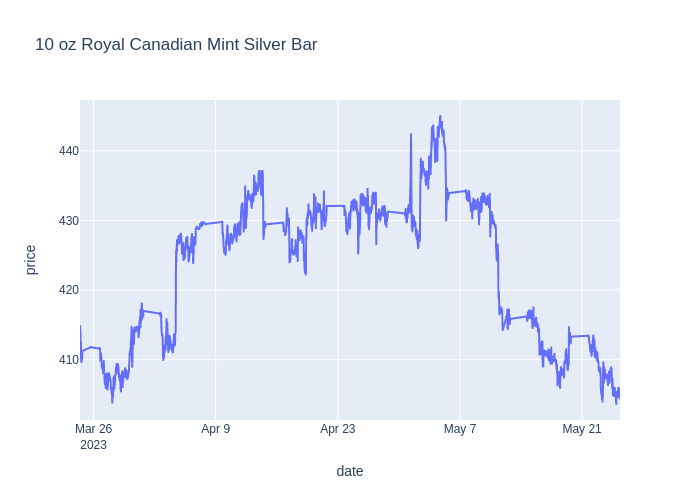 10 oz Royal Canadian Mint Silver Bar
440
430
420
410
price
Mar 26
2023
Apr 9
Apr 23
May 7
May 21
date